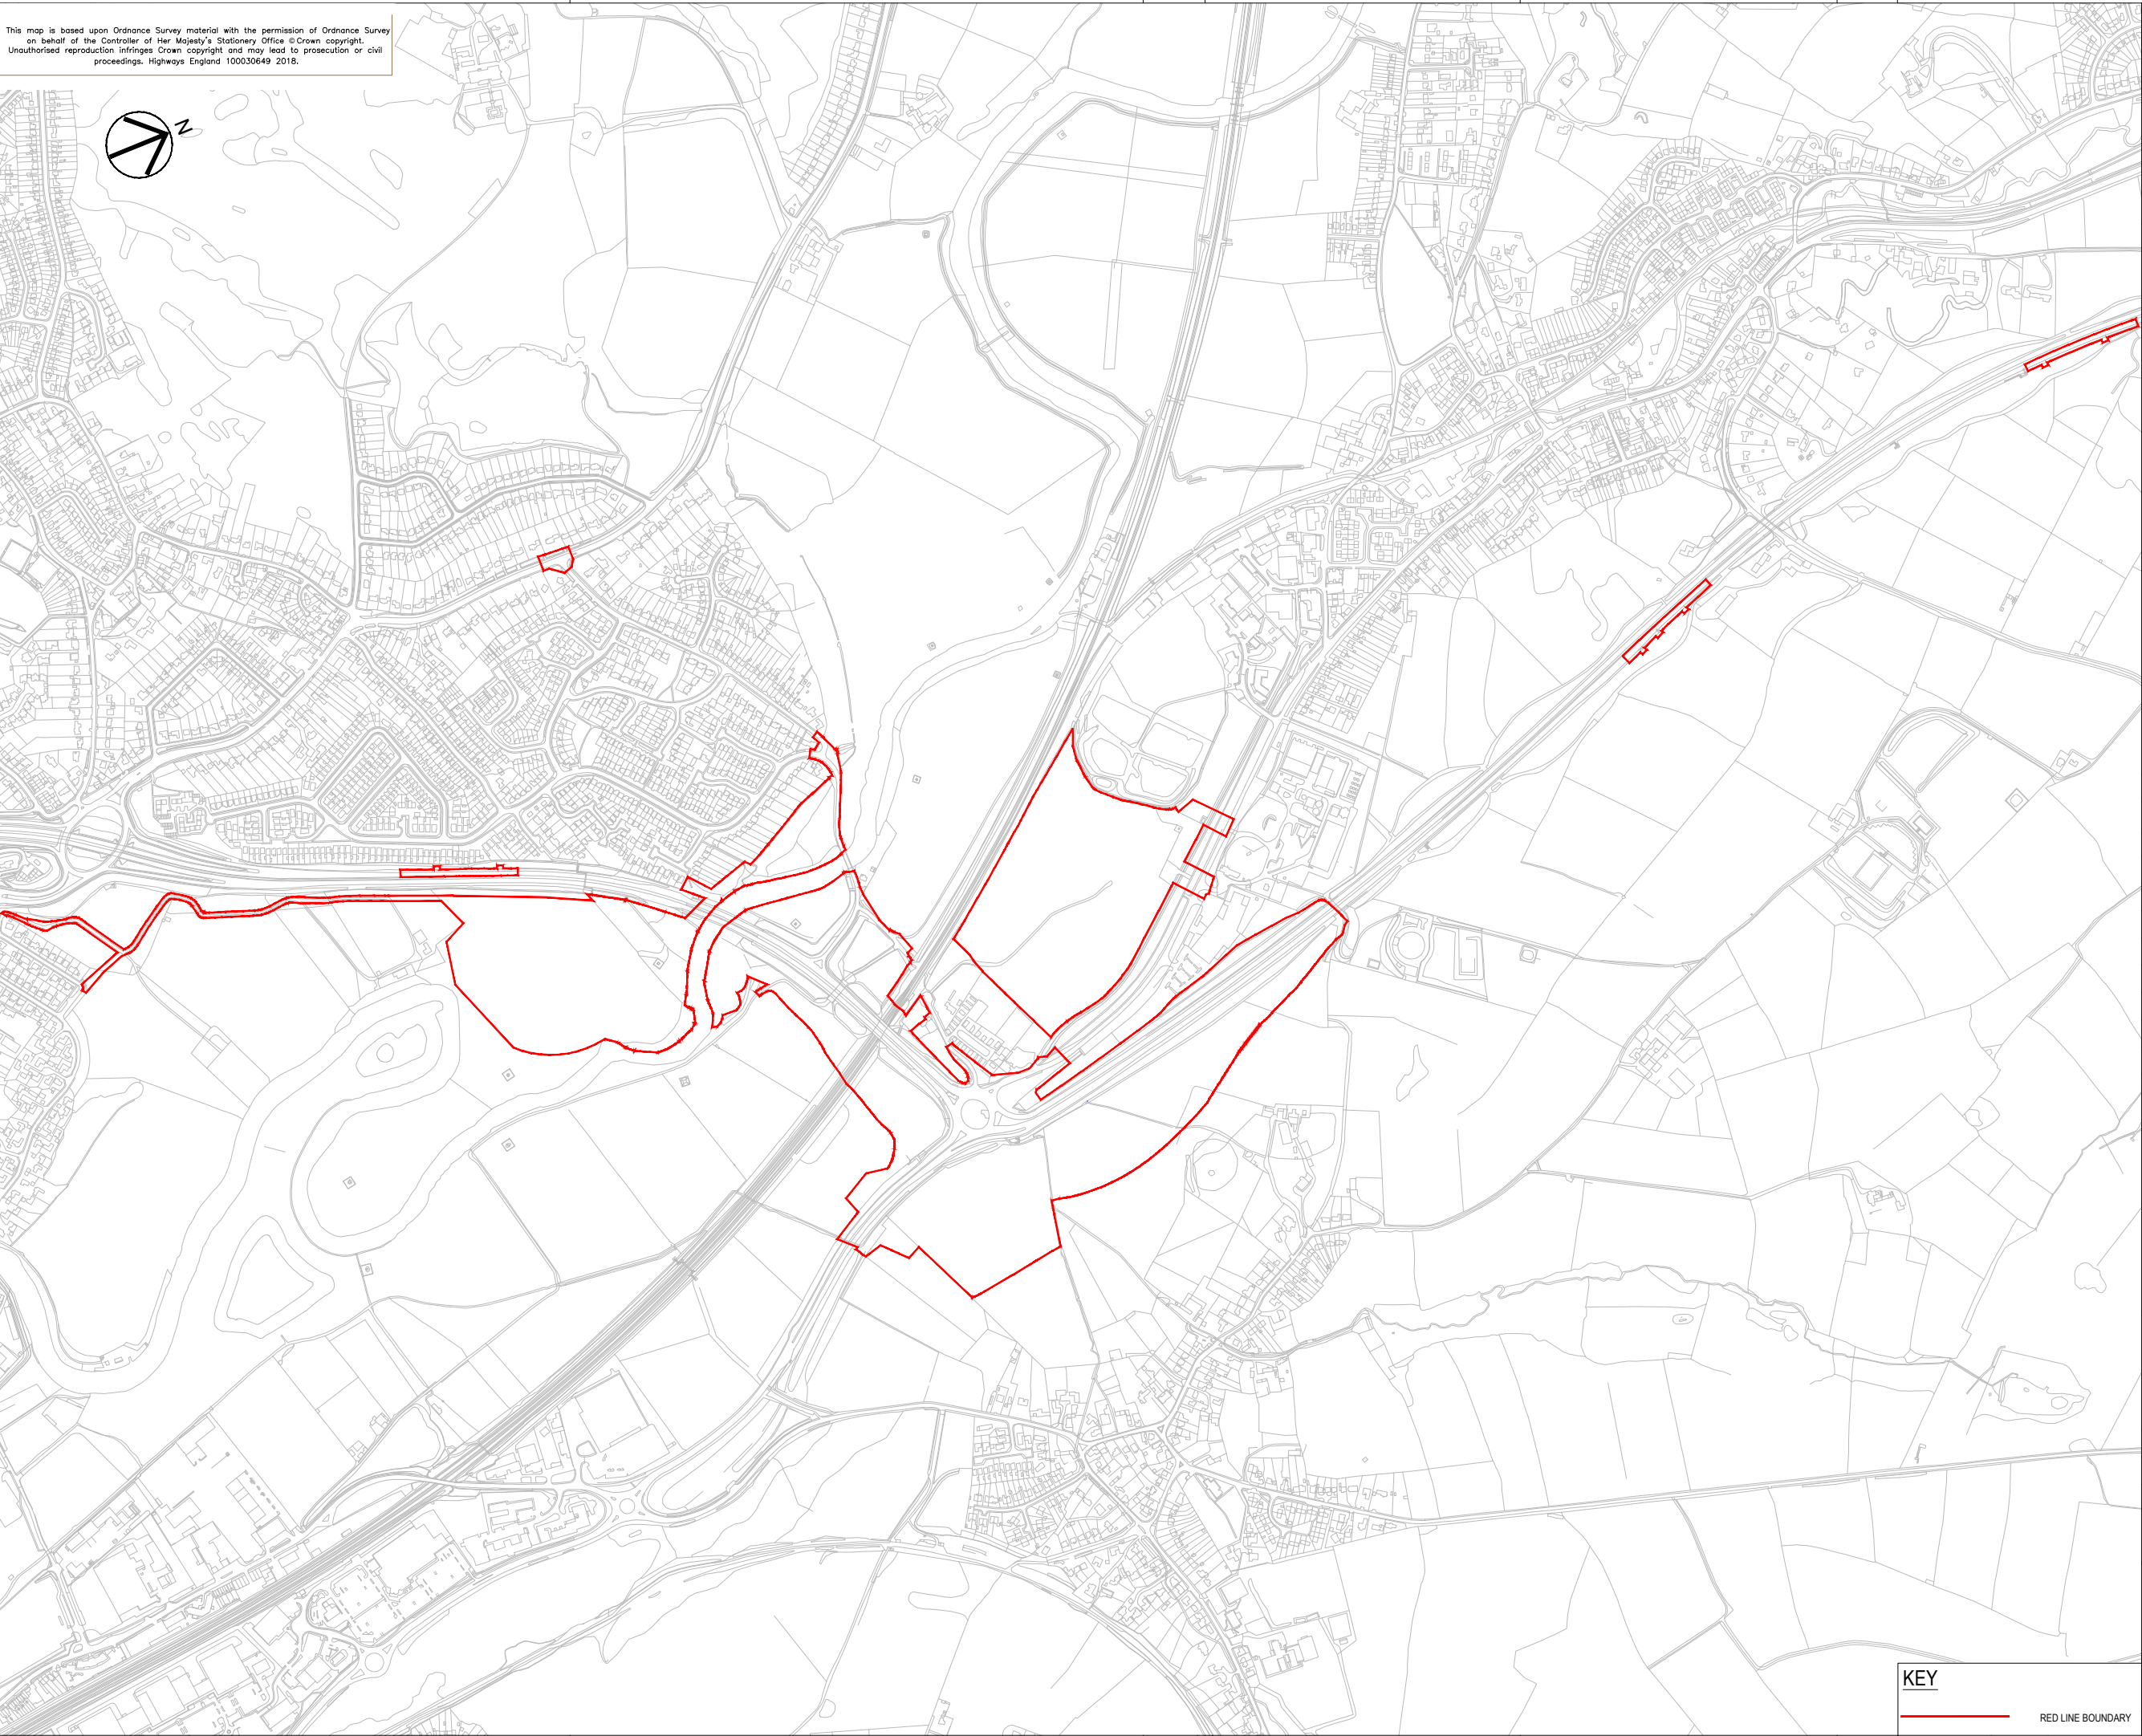 This map is based upon Ordnance Survey material with the permission of Ordnance Survey
on behalf of the Controller of Her Majesty's Stationery Office © Crown copyright.
Unauthorised reproduction infringes Crown copyright and may lead to prosecution or civil
proceedings. Highways England 100030649 2018.
N
KEY
RED LINE BOUNDARY